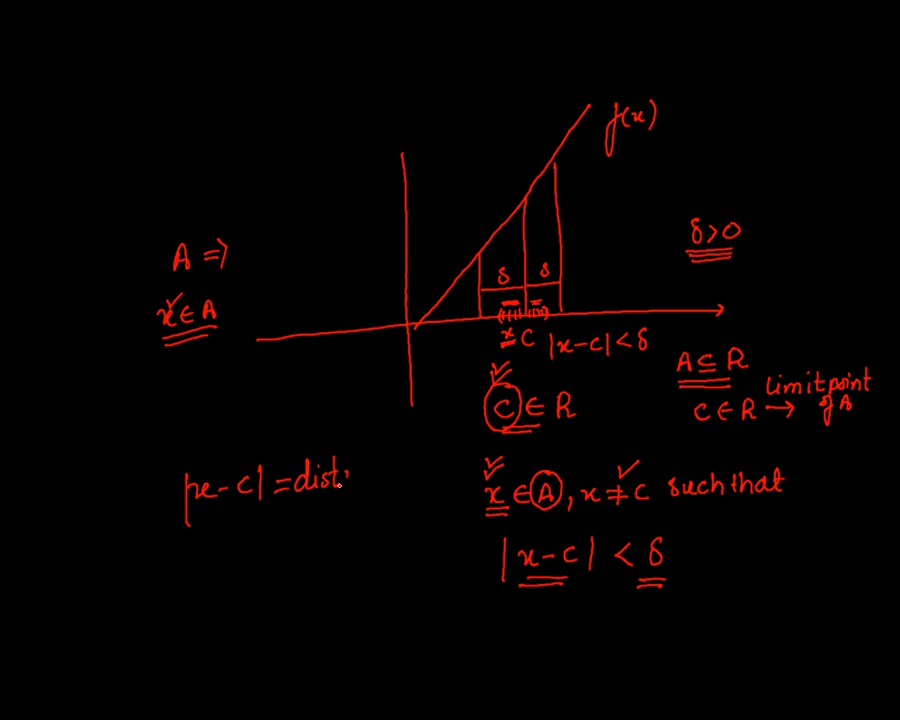 f(x)
δ>0
A ⇒
x ∈ A
δ δ
x C |x-c| < δ
A ⊆ R
C ∈ R → limit point of A
C ∈ R
|x-c| = dist.
x ∈ A, x ≠ C such that
|x-c| < δ